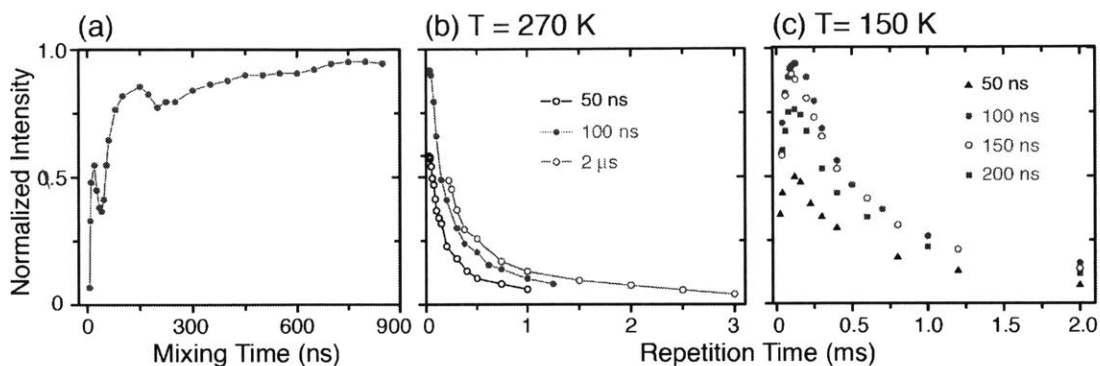 (a)
(b) T = 270 K
(c) T = 150 K
Normalized Intensity
1.0
0.5
0
0
300
600
900
Mixing Time (ns)
50 ns
100 ns
2 μs
0
1
2
3
50 ns
100 ns
150 ns
200 ns
0.0
0.5
1.0
1.5
2.0
Repetition Time (ms)